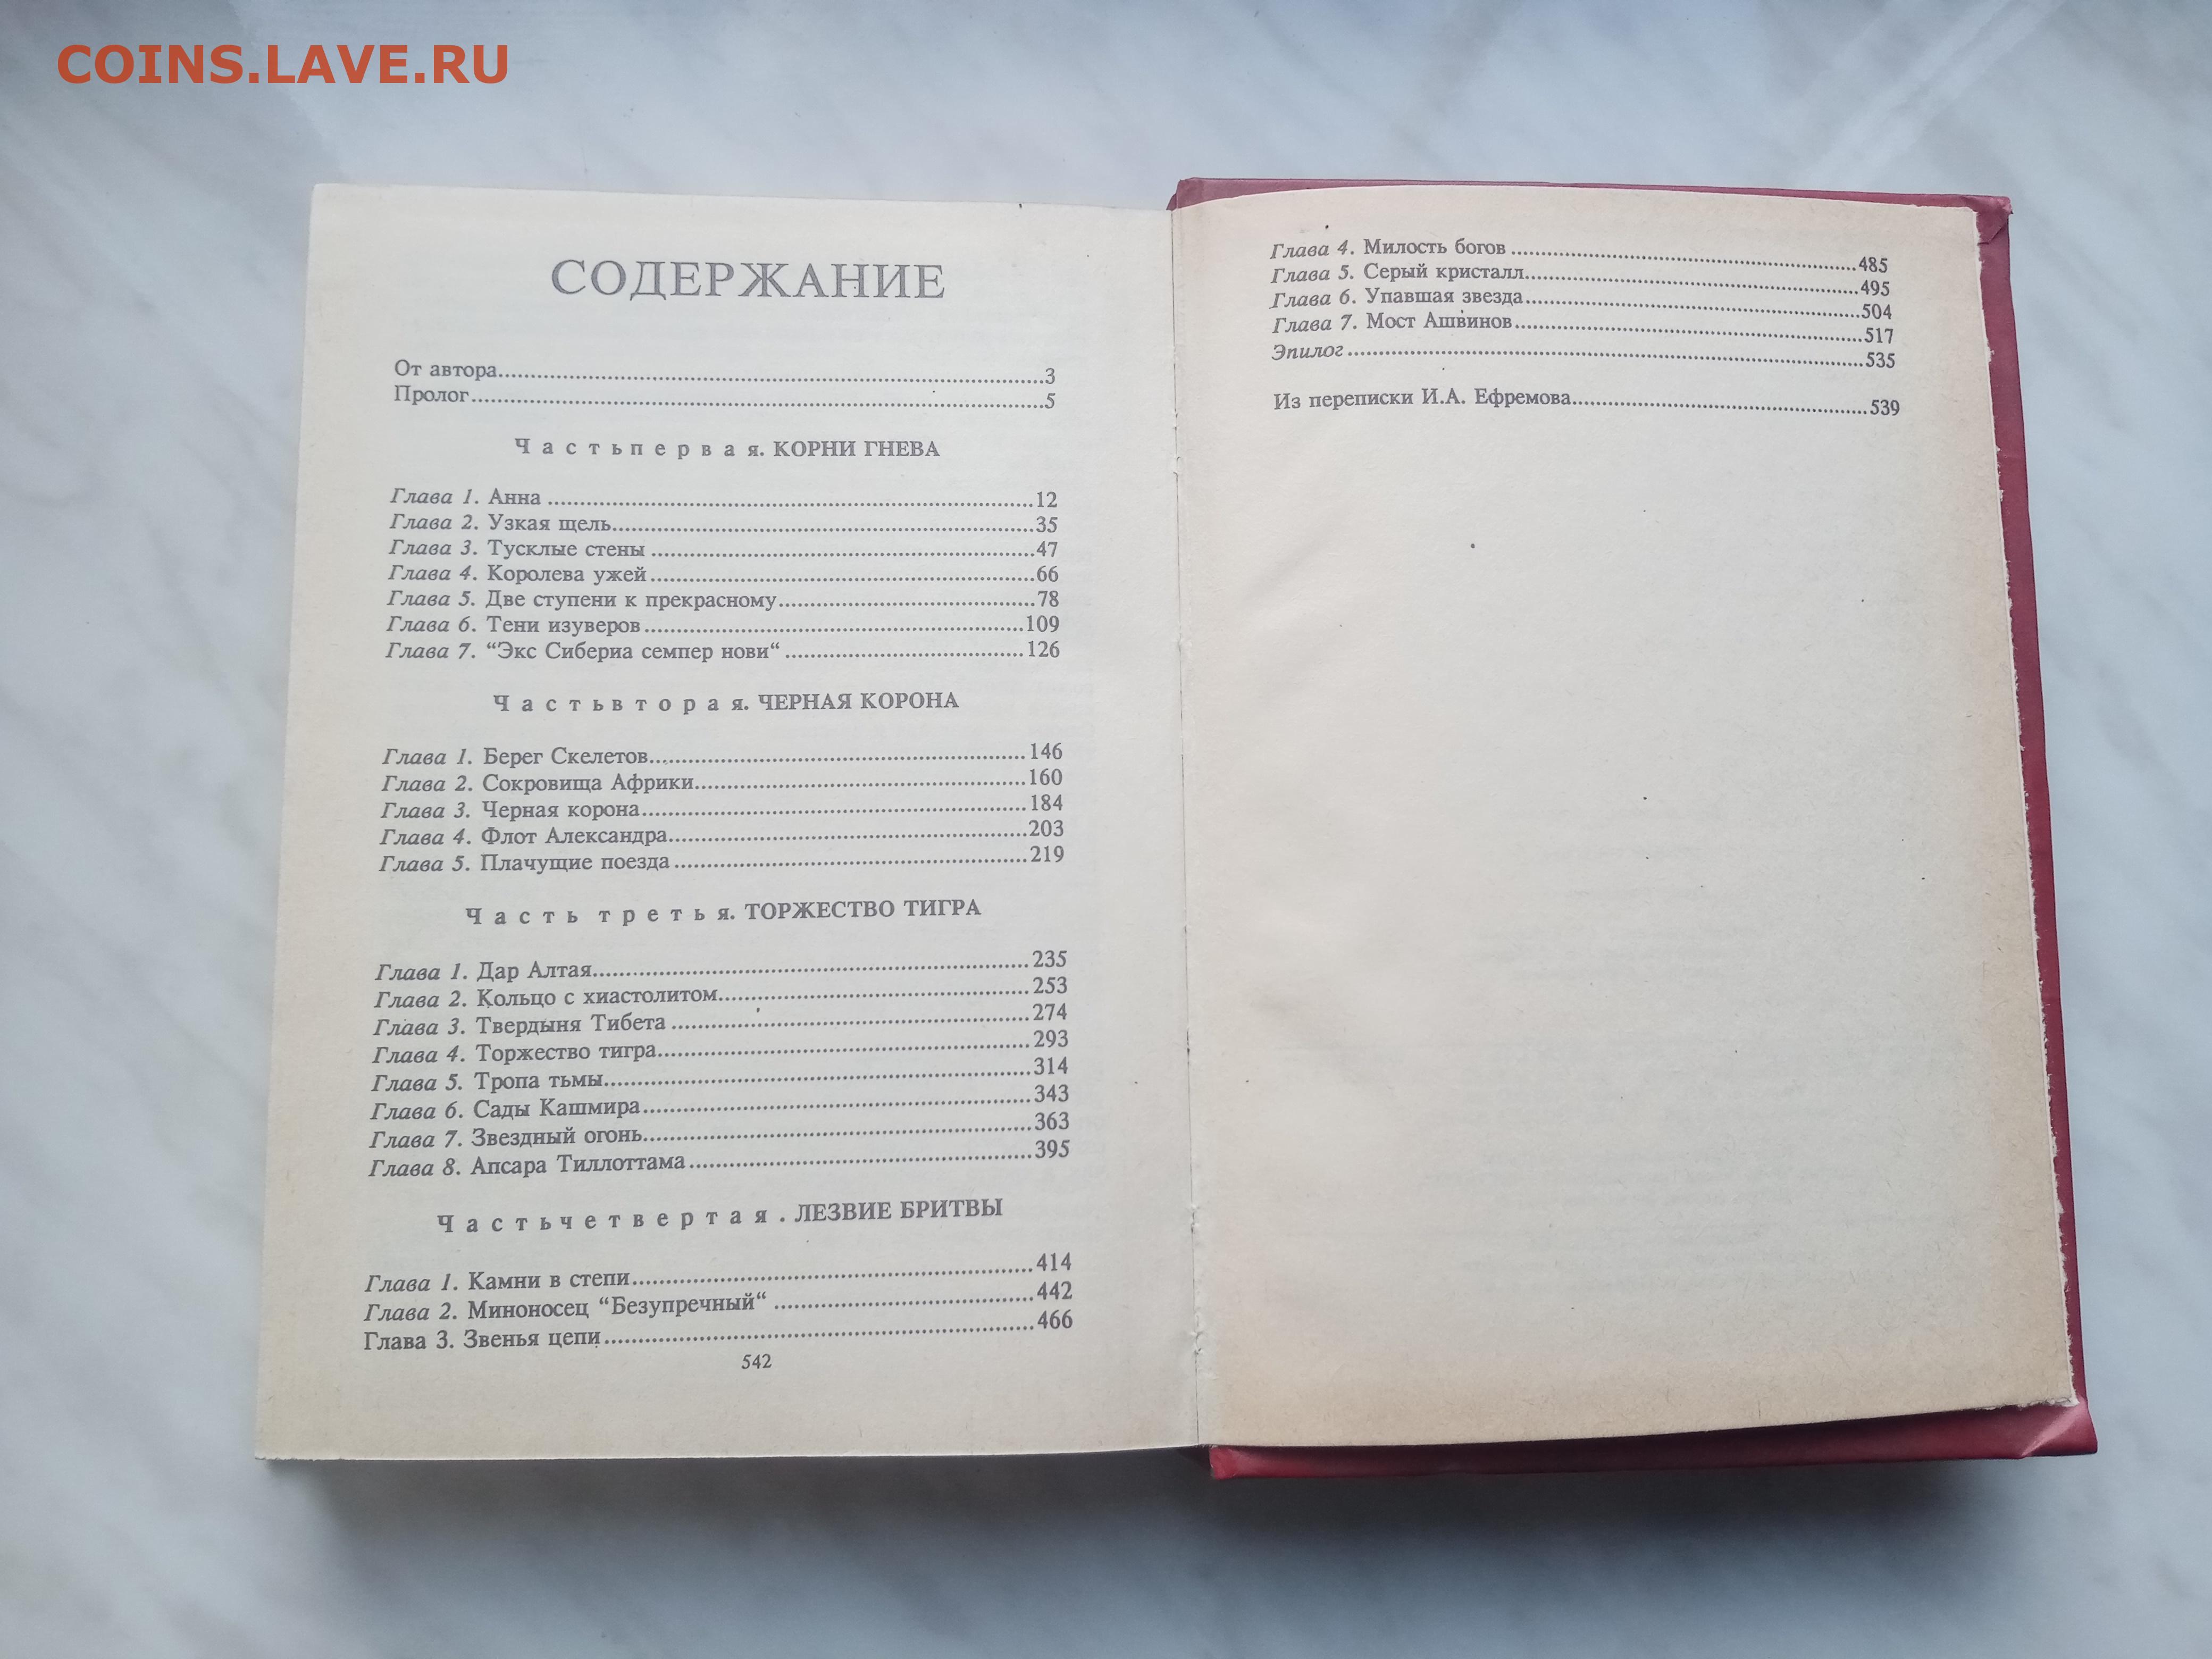 COINS.LAVE.RU
СОДЕРЖАНИЕ
От автора...3
Пролог...5
Ч а с т ь п е р в а я. КОРНИ ГНЕВА
Глава 1. Анна ...12
Глава 2. Узкая щель...35
Глава 3. Тусклые стены ...47
Глава 4. Королева ужей...66
Глава 5. Две ступени к прекрасному...78
Глава 6. Тени изуверов...109
Глава 7. “Экс Сибериа семпер нови“ ...126
Ч а с т ь в т о р а я. ЧЕРНАЯ КОРОНА
Глава 1. Берег Скелетов...146
Глава 2. Сокровища Африки...160
Глава 3. Черная корона...184
Глава 4. Флот Александра...203
Глава 5. Плачущие поезда...219
Ч а с т ь т р е т ь я. ТОРЖЕСТВО ТИГРА
Глава 1. Дар Алтая...235
Глава 2. Кольцо с хиастолитом...253
Глава 3. Твердыня Тибета ...274
Глава 4. Торжество тигра...293
Глава 5. Тропа тьмы...314
Глава 6. Сады Кашмира...343
Глава 7. Звездный огонь...363
Глава 8. Апсара Тиллоттама...395
Ч а с т ь ч е т в е р т а я . ЛЕЗВИЕ БРИТВЫ
Глава 1. Камни в степи...414
Глава 2. Миноносец “Безупречный“ ...442
Глава 3. Звенья цепи...466
542
Глава 4. Милость богов ...485
Глава 5. Серый кристалл...495
Глава 6. Упавшая звезда...504
Глава 7. Мост Ашвинов...517
Эпилог...535
Из переписки И.А. Ефремова...539